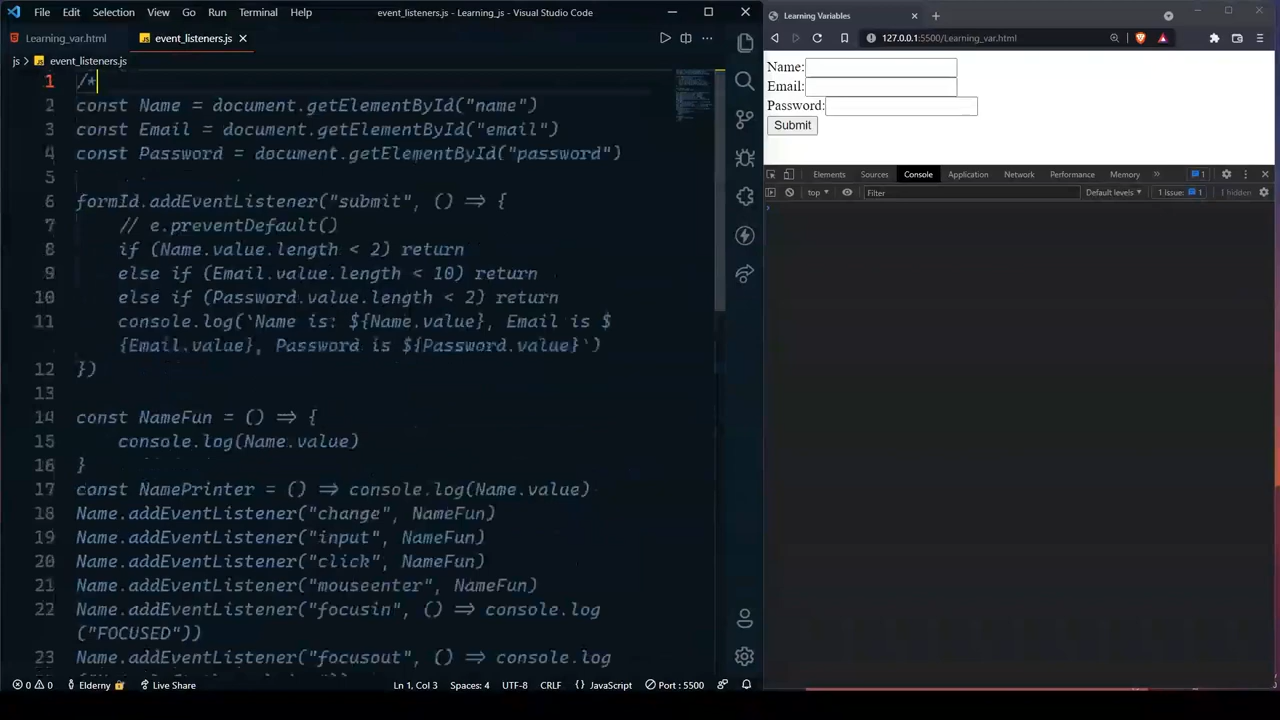 File Edit Selection View Go Run Terminal Help
event_listeners.js - Learning_js - Visual Studio Code
Learning_var.html
event_listeners.js
js > event_listeners.js
1 /*
2 const Name = document.getElementById("name")
3 const Email = document.getElementById("email")
4 const Password = document.getElementById("password")
5
6 formId.addEventListener("submit", () => {
7 // e.preventDefault()
8 if (Name.value.length < 2) return
9 else if (Email.value.length < 10) return
10 else if (Password.value.length < 2) return
11 console.log(`Name is: ${Name.value}, Email is $
{Email.value}, Password is ${Password.value}`)
12 })
13
14 const NameFun = () => {
15 console.log(Name.value)
16 }
17 const NamePrinter = () => console.log(Name.value)
18 Name.addEventListener("change", NameFun)
19 Name.addEventListener("input", NameFun)
20 Name.addEventListener("click", NameFun)
21 Name.addEventListener("mouseenter", NameFun)
22 Name.addEventListener("focusin", () => console.log
("FOCUSED"))
23 Name.addEventListener("focusout", () => console.log
0 0 Elderny Live Share
Ln 1, Col 3 Spaces: 4 UTF-8 CRLF {} JavaScript Port : 5500
Learning Variables
127.0.0.1:5500/Learning_var.html
Name:
Email:
Password:
Submit
Elements Sources Console Application Network Performance Memory » 1
top Filter Default levels 1 Issue: 1 1 hidden